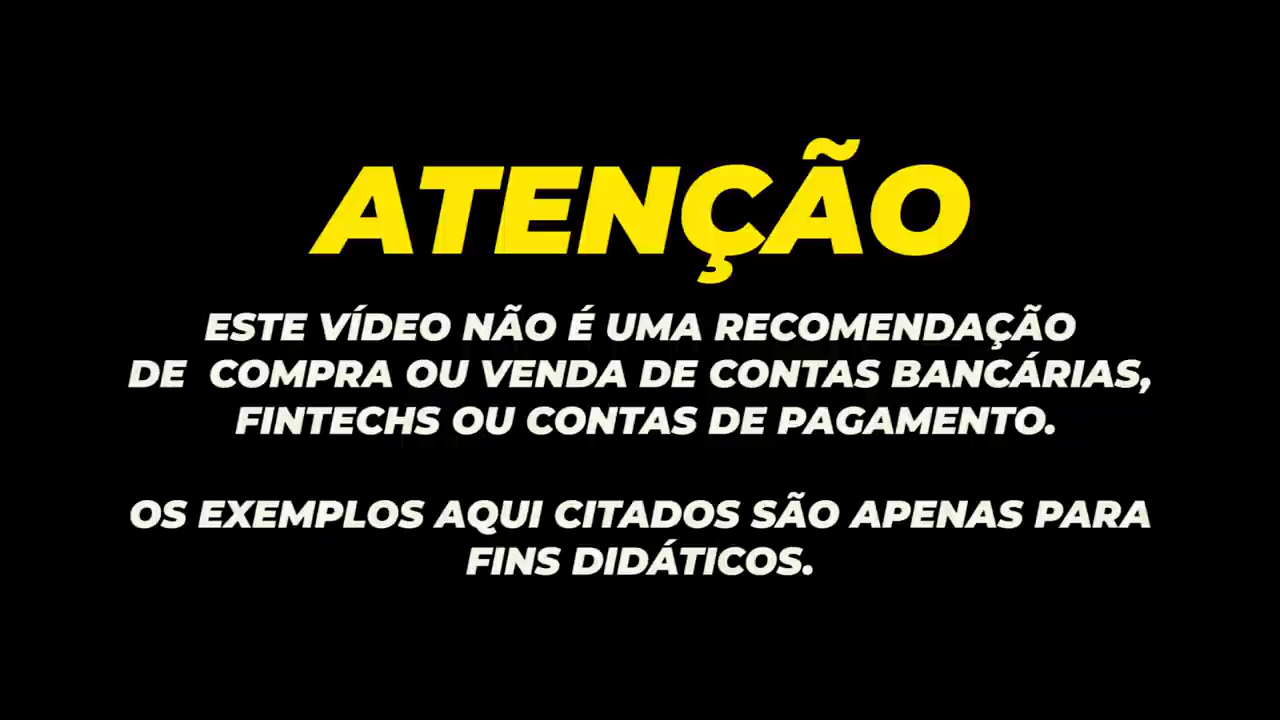 ATENÇÃO
ESTE VÍDEO NÃO É UMA RECOMENDAÇÃO
DE COMPRA OU VENDA DE CONTAS BANCÁRIAS,
FINTECHS OU CONTAS DE PAGAMENTO.
OS EXEMPLOS AQUI CITADOS SÃO APENAS PARA
FINS DIDÁTICOS.